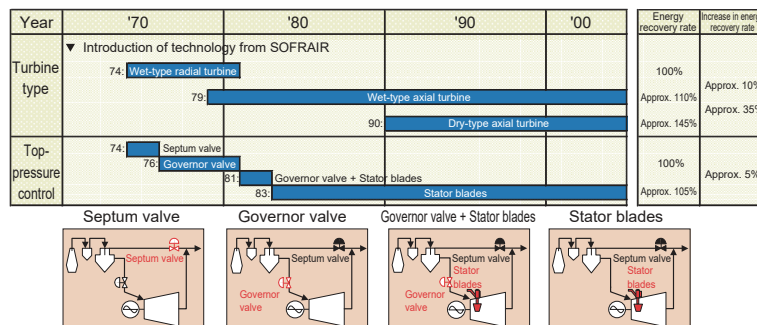 Year '70 '80 '90 '00 Energy recovery rate Increase in energy recovery rate
▼ Introduction of technology from SOFRAIR
Turbine type
74: Wet-type radial turbine 100%
Approx. 10%
79: Wet-type axial turbine Approx. 110%
Approx. 35%
90: Dry-type axial turbine Approx. 145%
Top-pressure control
74: Septum valve
76: Governor valve 100%
Approx. 5%
81: Governor valve + Stator blades
83: Stator blades Approx. 105%
Septum valve Governor valve Governor valve + Stator blades Stator blades
Septum valve
Septum valve
Governor valve
Septum valve
Stator blades
Governor valve
Septum valve
Stator blades